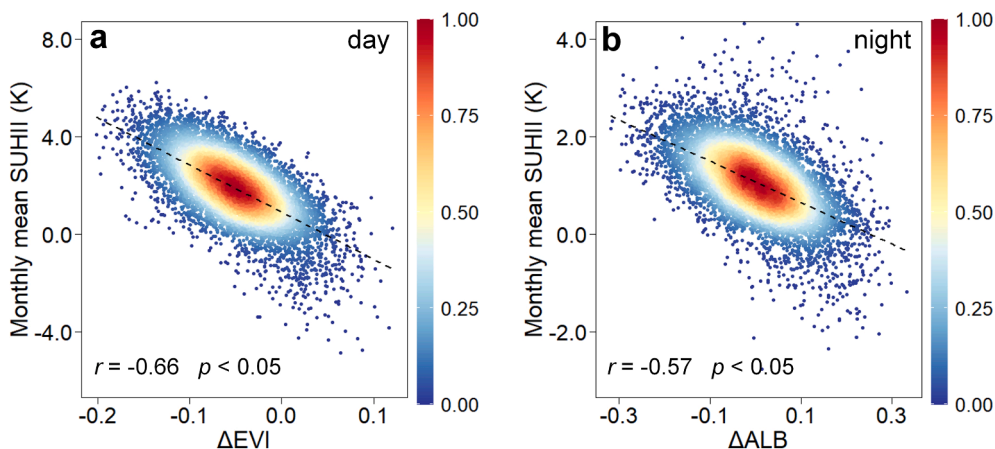 a
day
Monthly mean SUHII (K)
8.0
4.0
0.0
-4.0
r = -0.66 p < 0.05
-0.2
-0.1
0.0
0.1
ΔEVI
1.00
0.75
0.50
0.25
0.00
b
night
Monthly mean SUHII (K)
4.0
2.0
0.0
-2.0
r = -0.57 p < 0.05
-0.3
-0.1
0.1
0.3
ΔALB
1.00
0.75
0.50
0.25
0.00